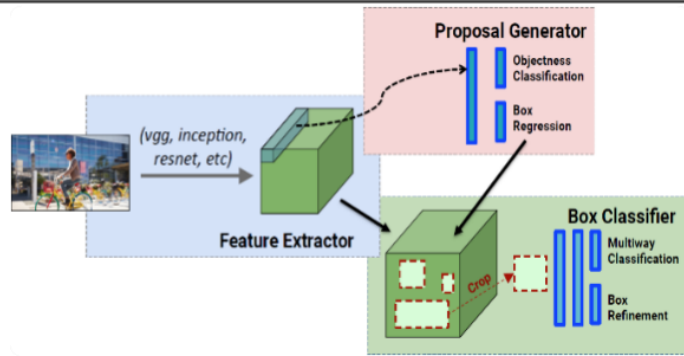 Proposal Generator
Objectness
Classification
Box
Regression
(vgg, inception,
resnet, etc)
Feature Extractor
Box Classifier
Multiway
Classification
Crop
Box
Refinement